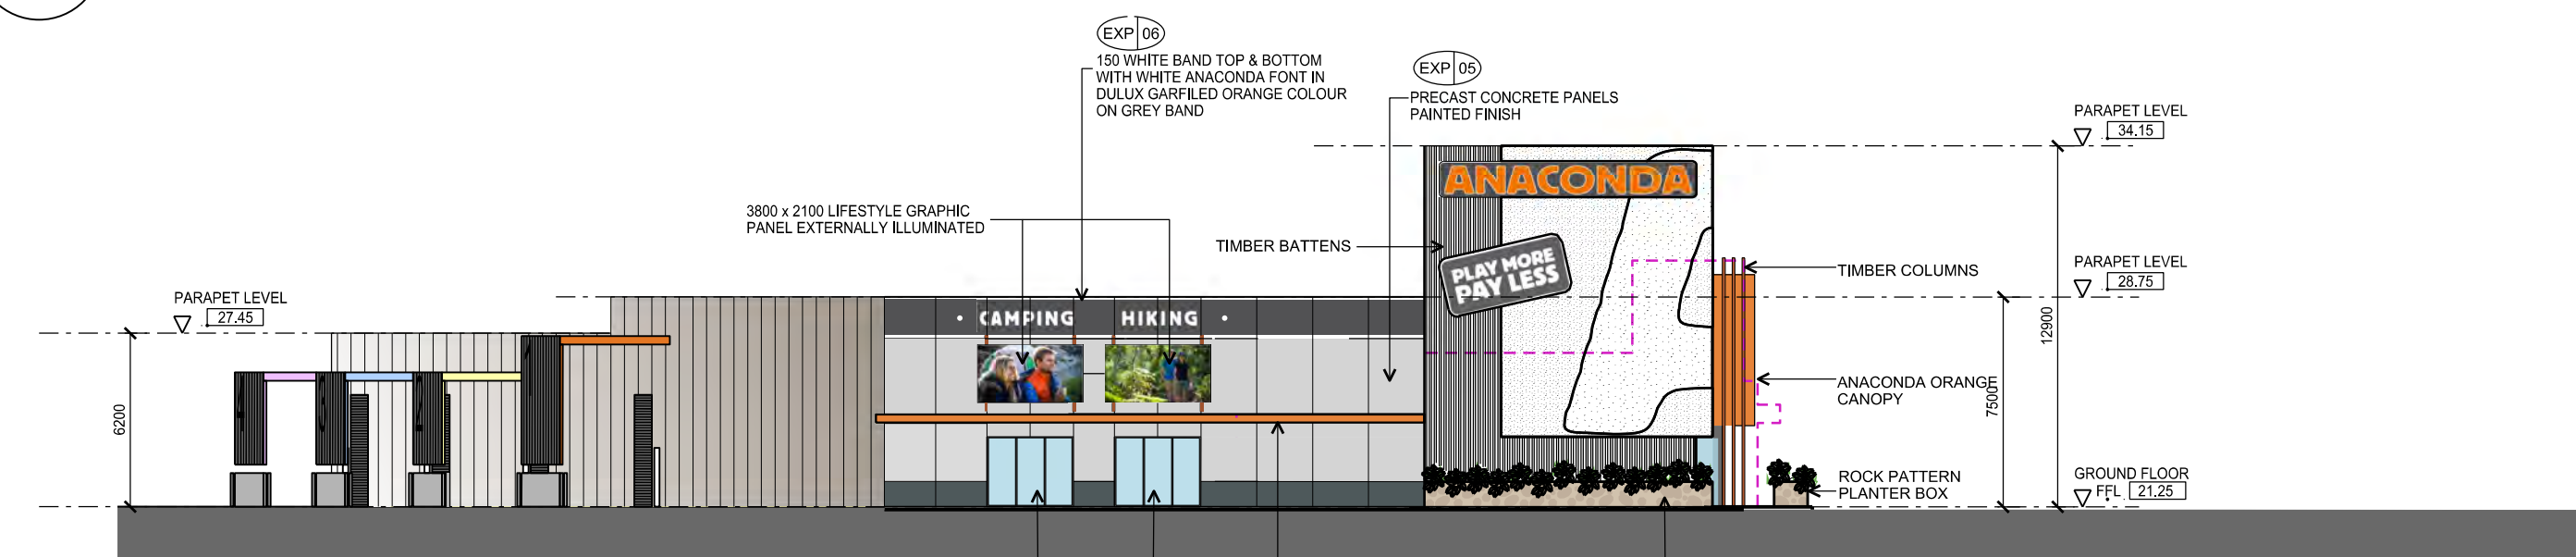 EXP 06
150 WHITE BAND TOP & BOTTOM
WITH WHITE ANACONDA FONT IN
DULUX GARFILED ORANGE COLOUR
ON GREY BAND
EXP 05
PRECAST CONCRETE PANELS
PAINTED FINISH
PARAPET LEVEL
34.15
ANACONDA
3800 x 2100 LIFESTYLE GRAPHIC
PANEL EXTERNALLY ILLUMINATED
TIMBER BATTENS
PLAY MORE
PAY LESS
TIMBER COLUMNS
PARAPET LEVEL
28.75
PARAPET LEVEL
27.45
• CAMPING HIKING •
12900
7500
6200
ANACONDA ORANGE
CANOPY
ROCK PATTERN
PLANTER BOX
GROUND FLOOR
FFL 21.25